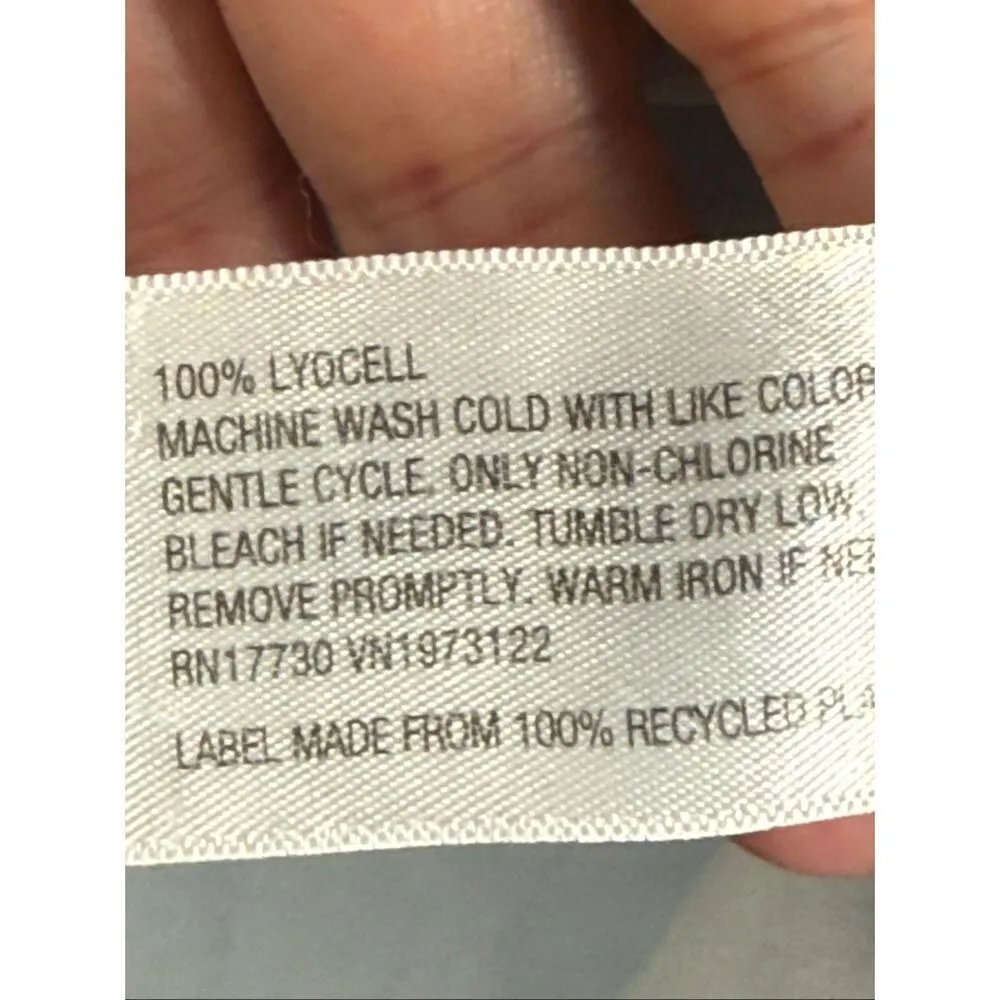 100% LYOCELL
MACHINE WASH COLD WITH LIKE COLOR
GENTLE CYCLE. ONLY NON-CHLORINE
BLEACH IF NEEDED. TUMBLE DRY LOW.
REMOVE PROMPTLY. WARM IRON IF
RN17730 VN1973122
LABEL MADE FROM 100% RECYCLED